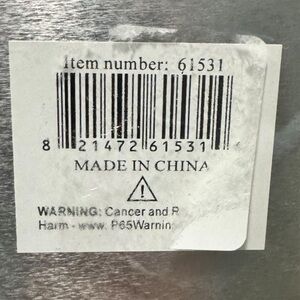 Item number: 61531
8 21472 61531
MADE IN CHINA
WARNING: Cancer and R
Harm - www. P65Warnin